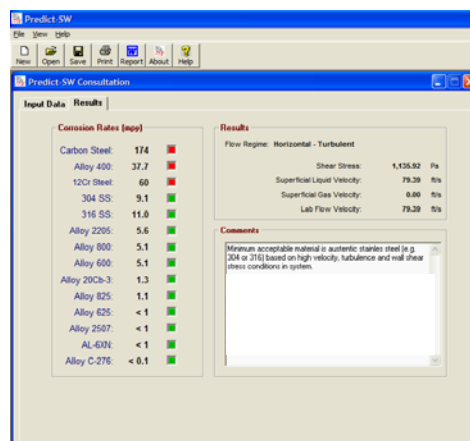 Predict-SW
File View Help
New Open Save Print Report About Help
Predict-SW Consultation
Input Data Results
Corrosion Rates (mpy)
Carbon Steel: 174
Alloy 400: 37.7
12Cr Steel: 60
304 SS: 9.1
316 SS: 11.0
Alloy 2205: 5.6
Alloy 800: 5.1
Alloy 600: 5.1
Alloy 20Cb-3: 1.3
Alloy 825: 1.1
Alloy 625: < 1
Alloy 2507: < 1
AL-6XN: < 1
Alloy C-276: < 0.1
Results
Flow Regime: Horizontal - Turbulent
Shear Stress: 1,135.92 Pa
Superficial Liquid Velocity: 79.39 ft/s
Superficial Gas Velocity: 0.00 ft/s
Lab Flow Velocity: 79.39 ft/s
Comments
Minimum acceptable material is austentic stainles steel (e.g.
304 or 316) based on high velocity, turbulence and wall shear
stress conditions in system.